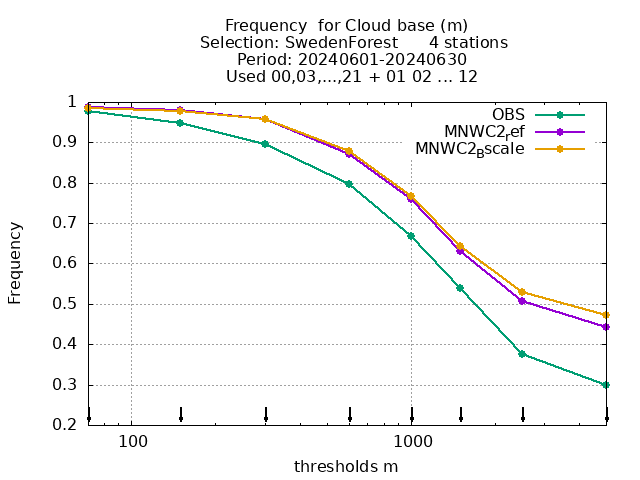 Frequency  for Cloud base (m)
Selection: SwedenForest      4 stations
Period: 20240601-20240630
Used 00,03,...,21 + 01 02 ... 12
OBS
MNWC2_ref
MNWC2_Bscale
1
0.9
0.8
0.7
0.6
0.5
0.4
0.3
0.2
Frequency
100 1000
thresholds m